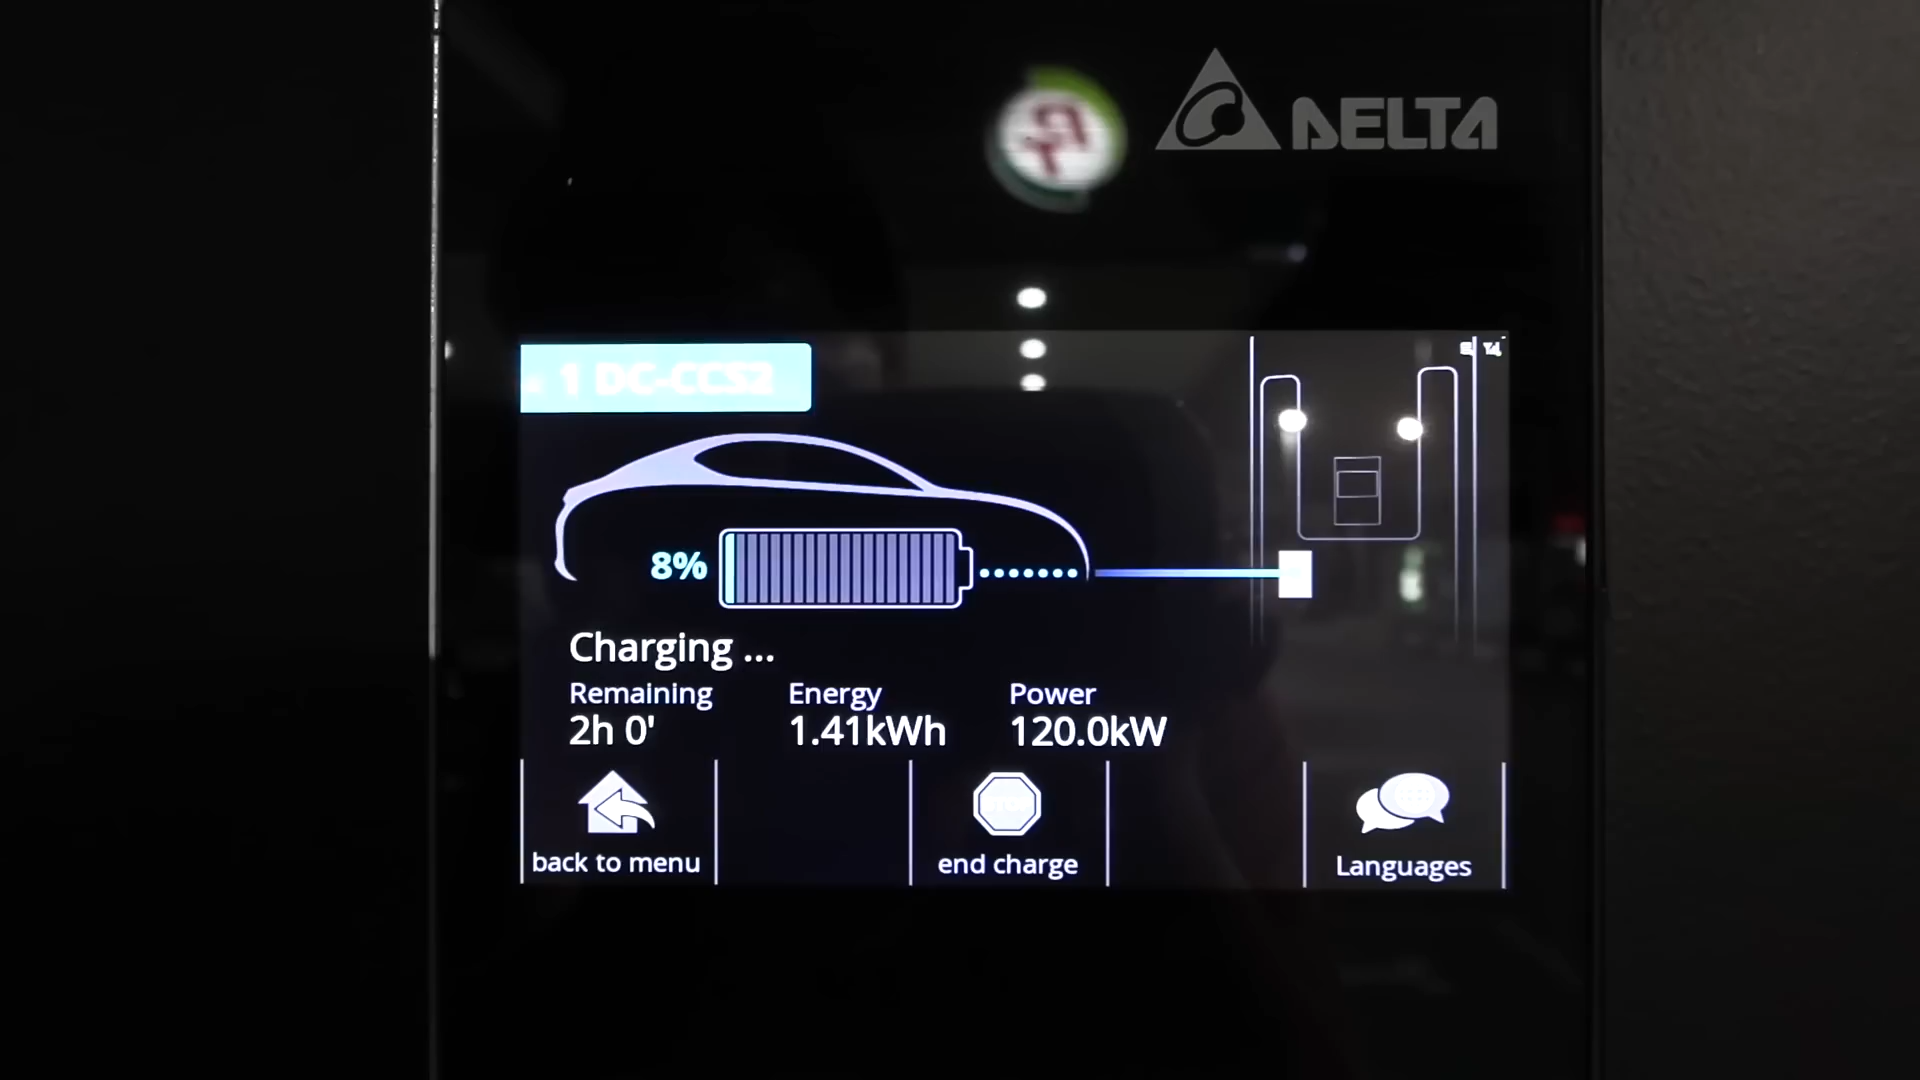 DELTA
1 DC-CCS2
8%
Charging ...
Remaining Energy Power
2h 0' 1.41kWh 120.0kW
back to menu end charge Languages